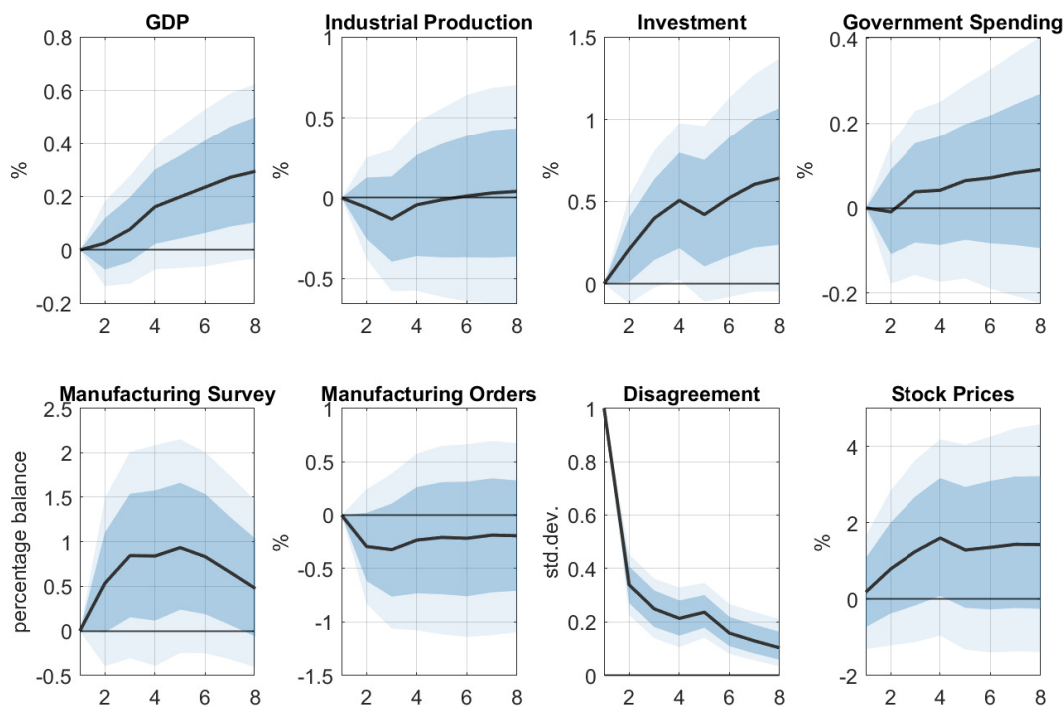 GDP
Industrial Production
Investment
Government Spending
0.8
0.6
0.4
0.2
0
-0.2
%
2 4 6 8
1
0.5
0
-0.5
%
2 4 6 8
1.5
1
0.5
0
%
2 4 6 8
0.4
0.2
0
-0.2
%
2 4 6 8
Manufacturing Survey
Manufacturing Orders
Disagreement
Stock Prices
2.5
2
1.5
1
0.5
0
-0.5
percentage balance
2 4 6 8
1
0.5
0
-0.5
-1
-1.5
%
2 4 6 8
1
0.8
0.6
0.4
0.2
0
std.dev.
2 4 6 8
4
2
0
-2
%
2 4 6 8